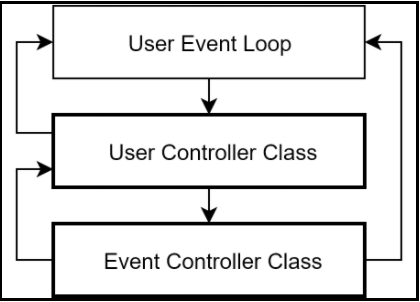 User Event Loop
User Controller Class
Event Controller Class